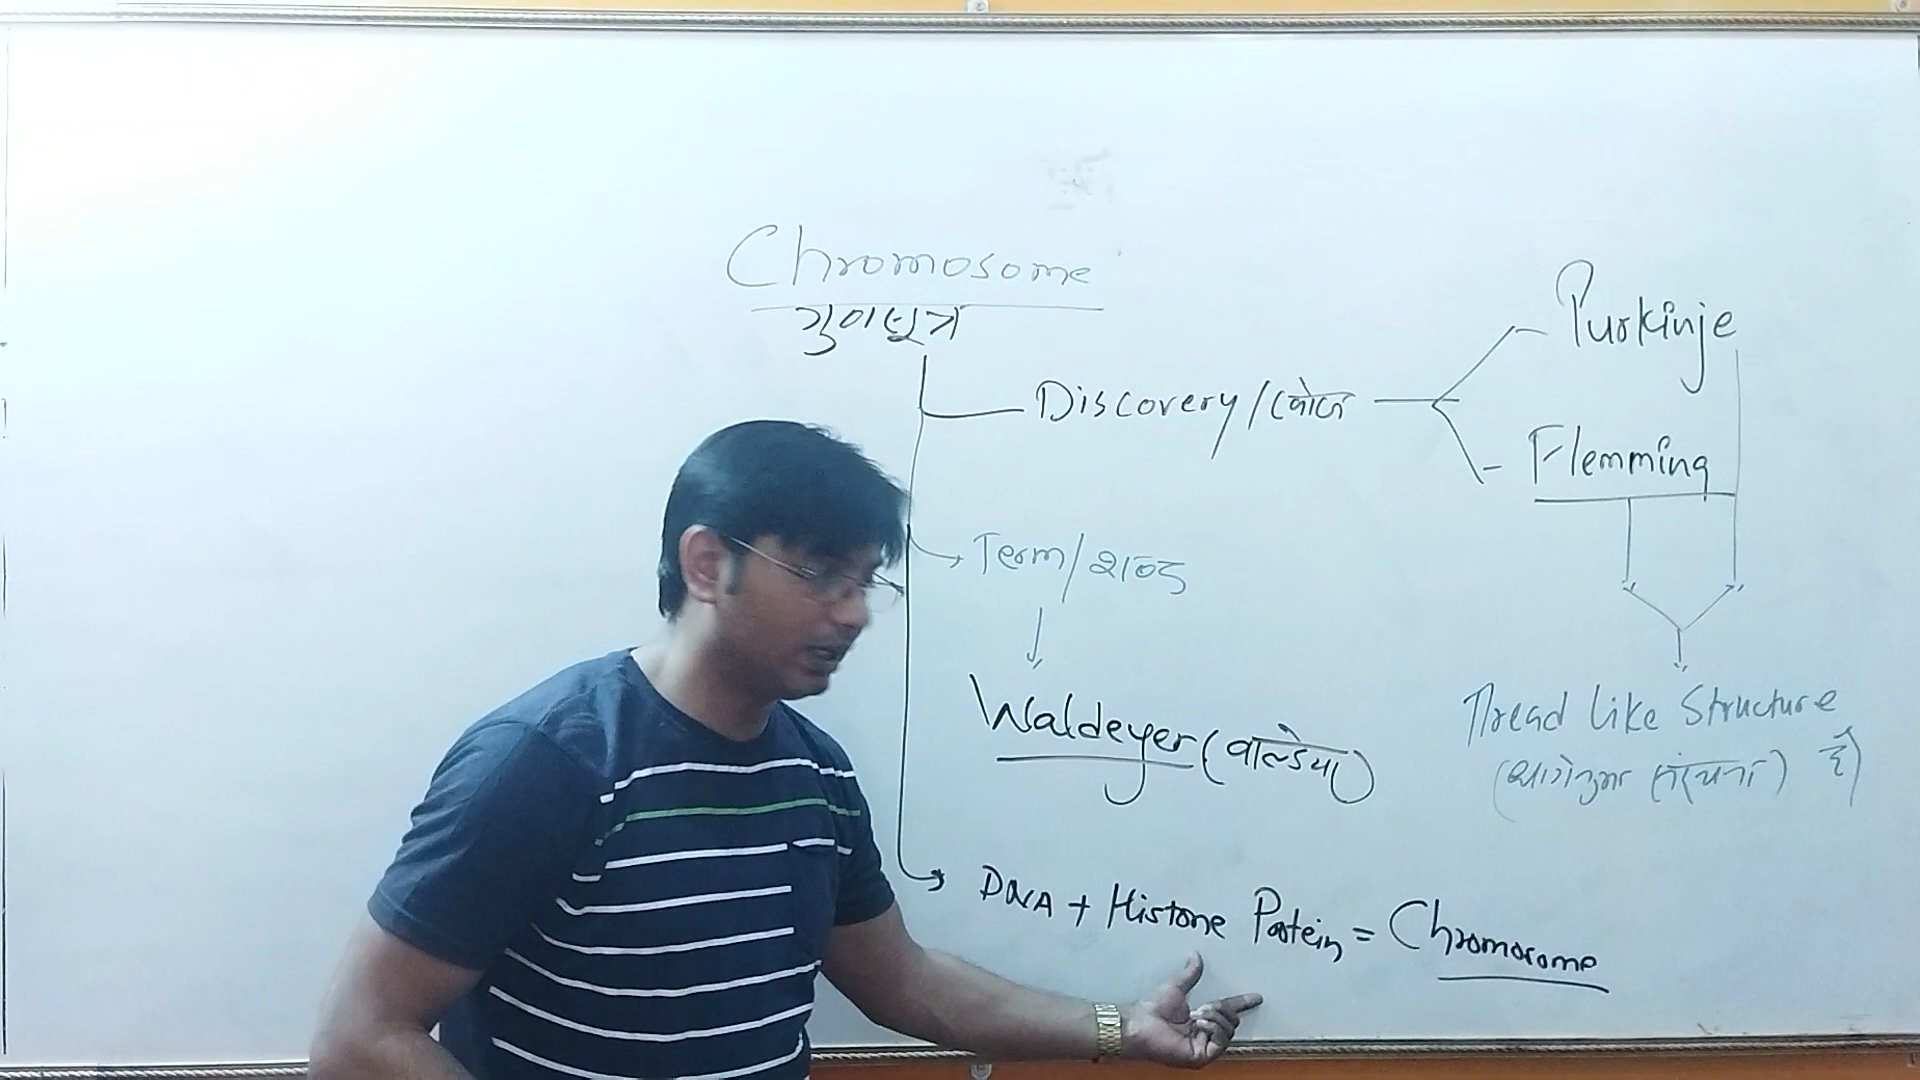 Chromosome
गुणसूत्र
Discovery/खोज
Purkinje
Flemming
Term/शब्द
Waldeyer (वाल्डेयर)
Thread Like Structure
(धागेनुमा संरचना) है
DNA + Histone Protein = Chromosome